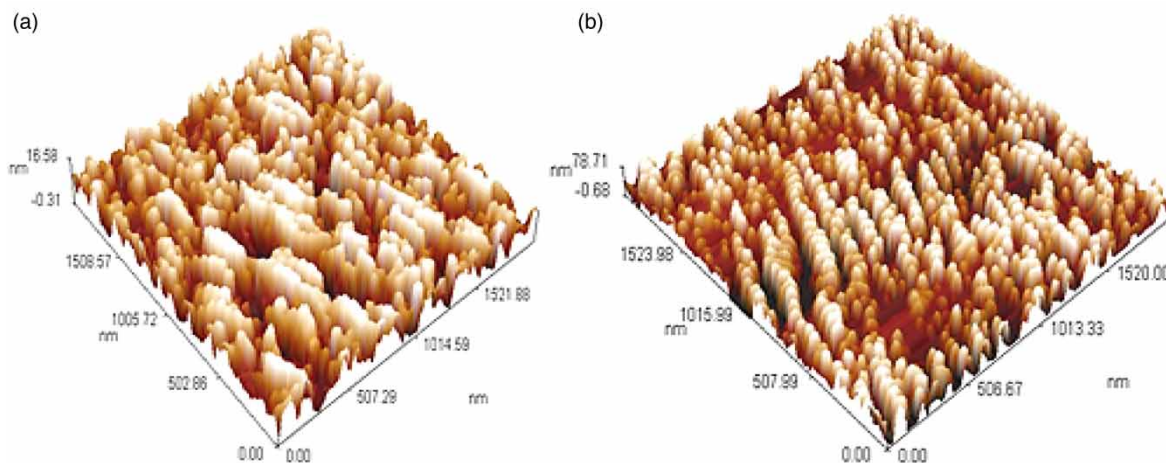 (a)
16.58
nm
-0.31
1508.57
1005.72
nm
502.86
0.00
0.00
507.29
1014.59
1521.88
nm
(b)
78.71
nm
-0.68
1523.98
1015.99
nm
507.99
0.00
0.00
506.67
1013.33
1520.00
nm